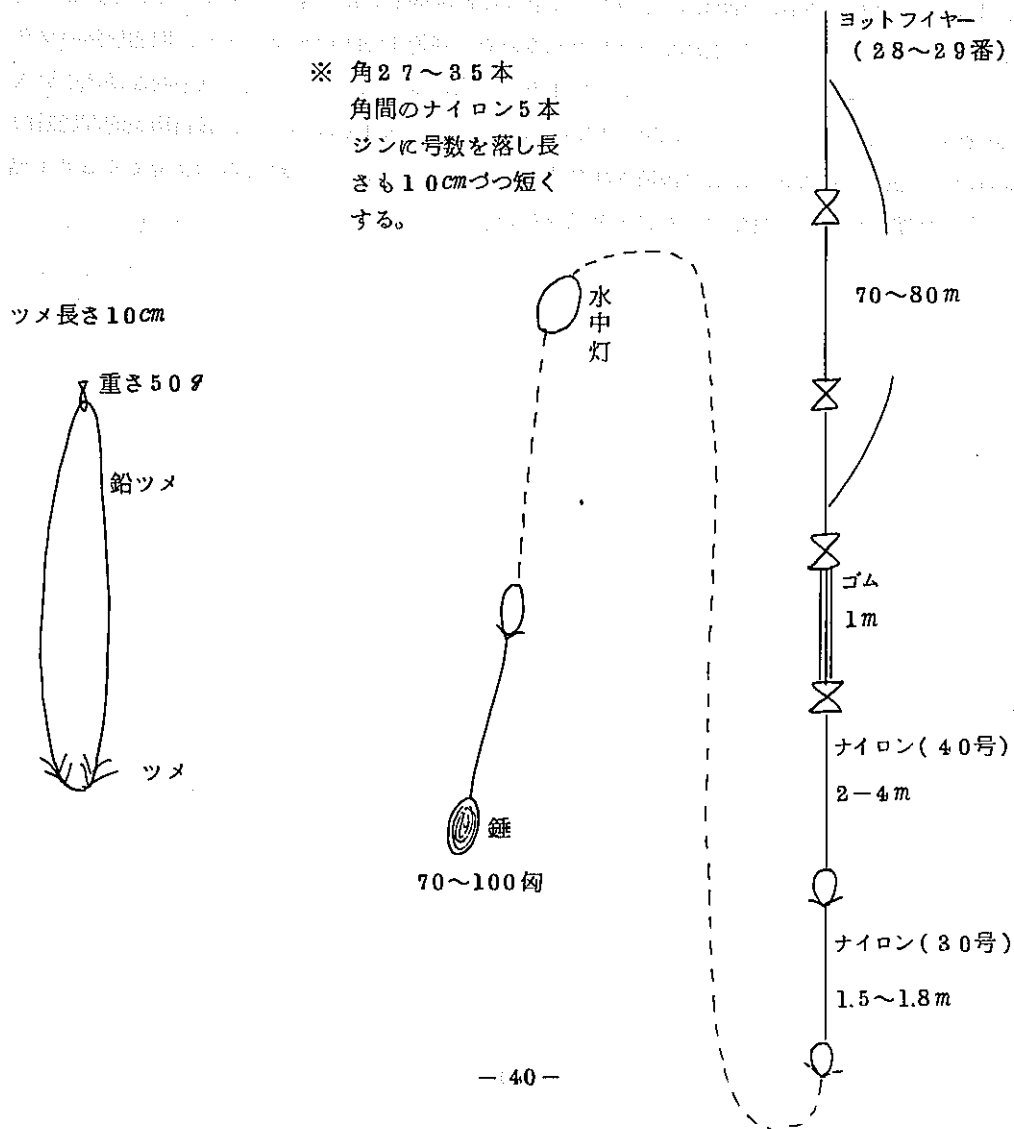 ヨットフイヤー
(28～29番)
※ 角27～35本
角間のナイロン5本
ジンに号数を落し長
さも10cmづつ短く
する。
70～80m
水中灯
ツメ長さ10cm
重さ50g
鉛ツメ
ツメ
ゴム
1m
ナイロン(40号)
2-4m
錘
70～100匁
ナイロン(30号)
1.5～1.8m
-40-